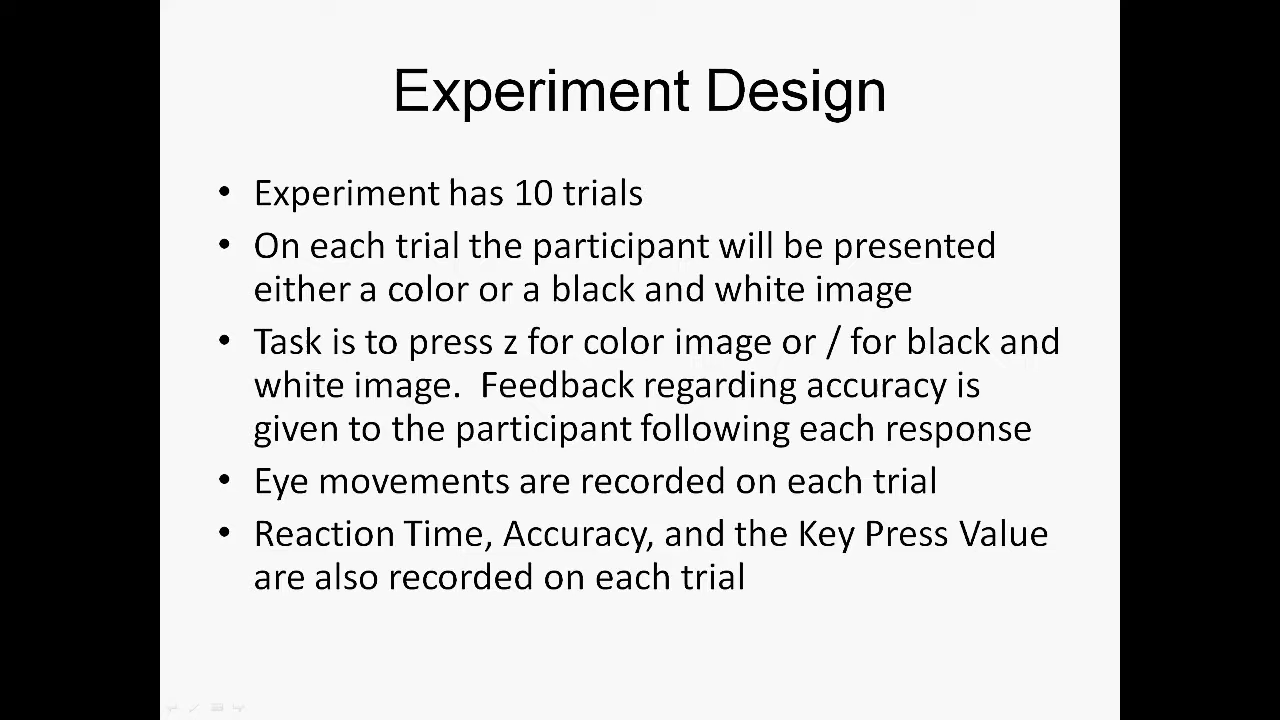 Experiment Design
• Experiment has 10 trials
• On each trial the participant will be presented
either a color or a black and white image
• Task is to press z for color image or / for black and
white image.  Feedback regarding accuracy is
given to the participant following each response
• Eye movements are recorded on each trial
• Reaction Time, Accuracy, and the Key Press Value
are also recorded on each trial